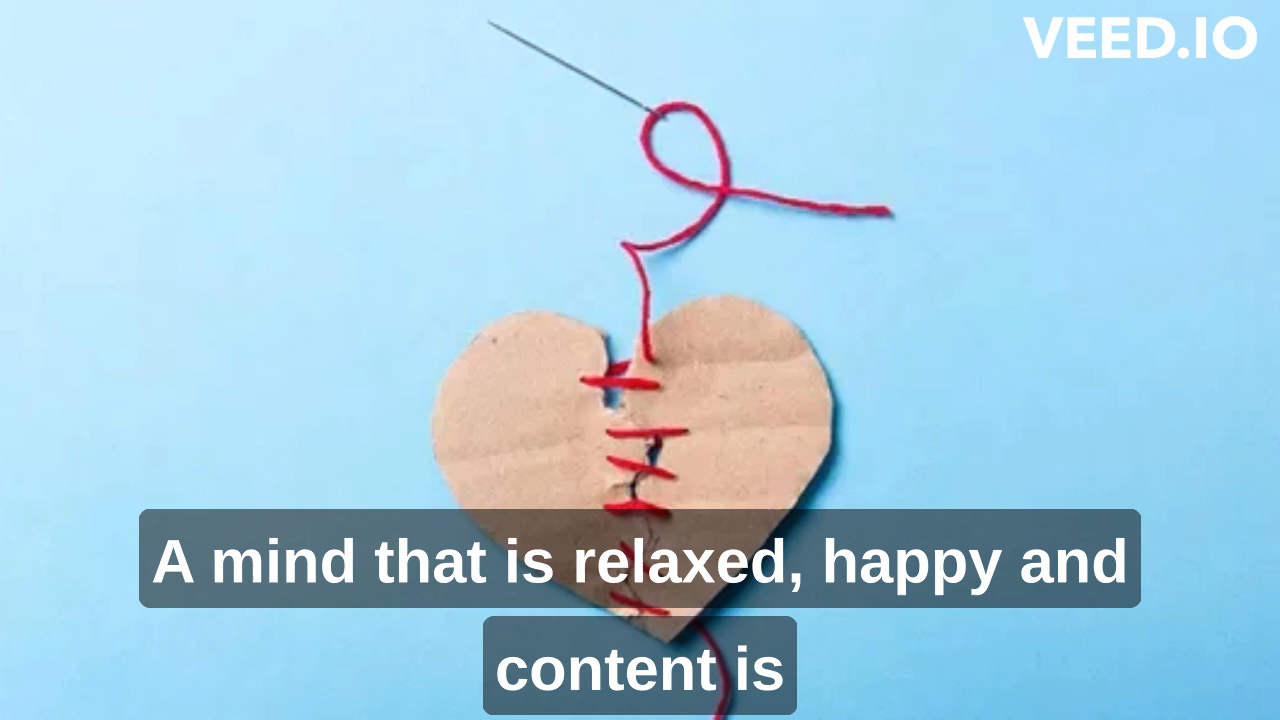 VEED.IO
A mind that is relaxed, happy and
content is